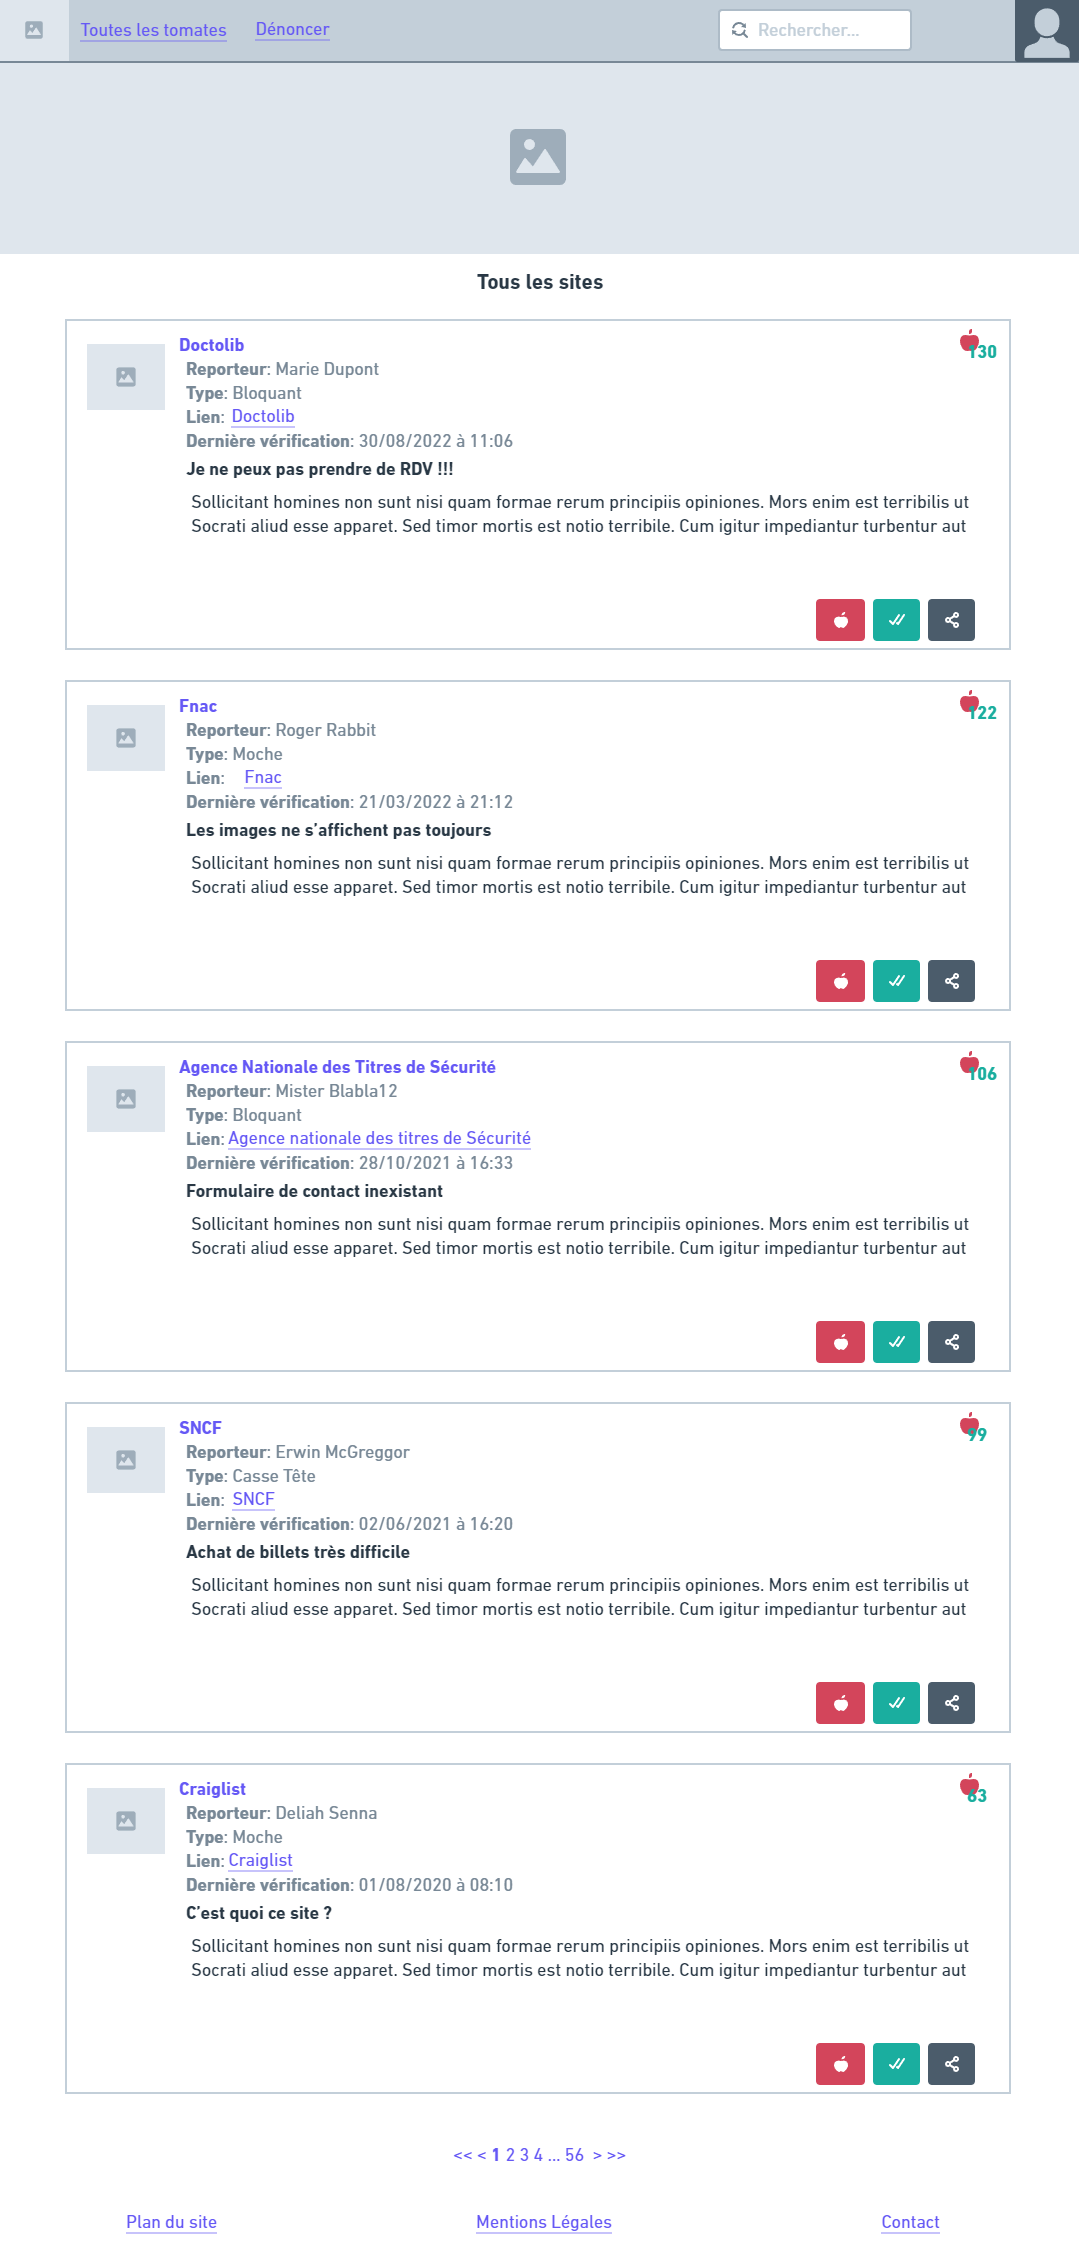 Toutes les tomates
Dénoncer
Rechercher...
Tous les sites
Doctolib
130
Reporteur: Marie Dupont
Type: Bloquant
Lien: Doctolib
Dernière vérification: 30/08/2022 à 11:06
Je ne peux pas prendre de RDV !!!
Sollicitant homines non sunt nisi quam formae rerum principiis opiniones. Mors enim est terribilis ut
Socrati aliud esse apparet. Sed timor mortis est notio terribile. Cum igitur impediantur turbentur aut
Fnac
122
Reporteur: Roger Rabbit
Type: Moche
Lien: Fnac
Dernière vérification: 21/03/2022 à 21:12
Les images ne s’affichent pas toujours
Sollicitant homines non sunt nisi quam formae rerum principiis opiniones. Mors enim est terribilis ut
Socrati aliud esse apparet. Sed timor mortis est notio terribile. Cum igitur impediantur turbentur aut
Agence Nationale des Titres de Sécurité
106
Reporteur: Mister Blabla12
Type: Bloquant
Lien: Agence nationale des titres de Sécurité
Dernière vérification: 28/10/2021 à 16:33
Formulaire de contact inexistant
Sollicitant homines non sunt nisi quam formae rerum principiis opiniones. Mors enim est terribilis ut
Socrati aliud esse apparet. Sed timor mortis est notio terribile. Cum igitur impediantur turbentur aut
SNCF
99
Reporteur: Erwin McGreggor
Type: Casse Tête
Lien: SNCF
Dernière vérification: 02/06/2021 à 16:20
Achat de billets très difficile
Sollicitant homines non sunt nisi quam formae rerum principiis opiniones. Mors enim est terribilis ut
Socrati aliud esse apparet. Sed timor mortis est notio terribile. Cum igitur impediantur turbentur aut
Craiglist
63
Reporteur: Deliah Senna
Type: Moche
Lien: Craiglist
Dernière vérification: 01/08/2020 à 08:10
C’est quoi ce site ?
Sollicitant homines non sunt nisi quam formae rerum principiis opiniones. Mors enim est terribilis ut
Socrati aliud esse apparet. Sed timor mortis est notio terribile. Cum igitur impediantur turbentur aut
<< < 1 2 3 4 ... 56 > >>
Plan du site
Mentions Légales
Contact